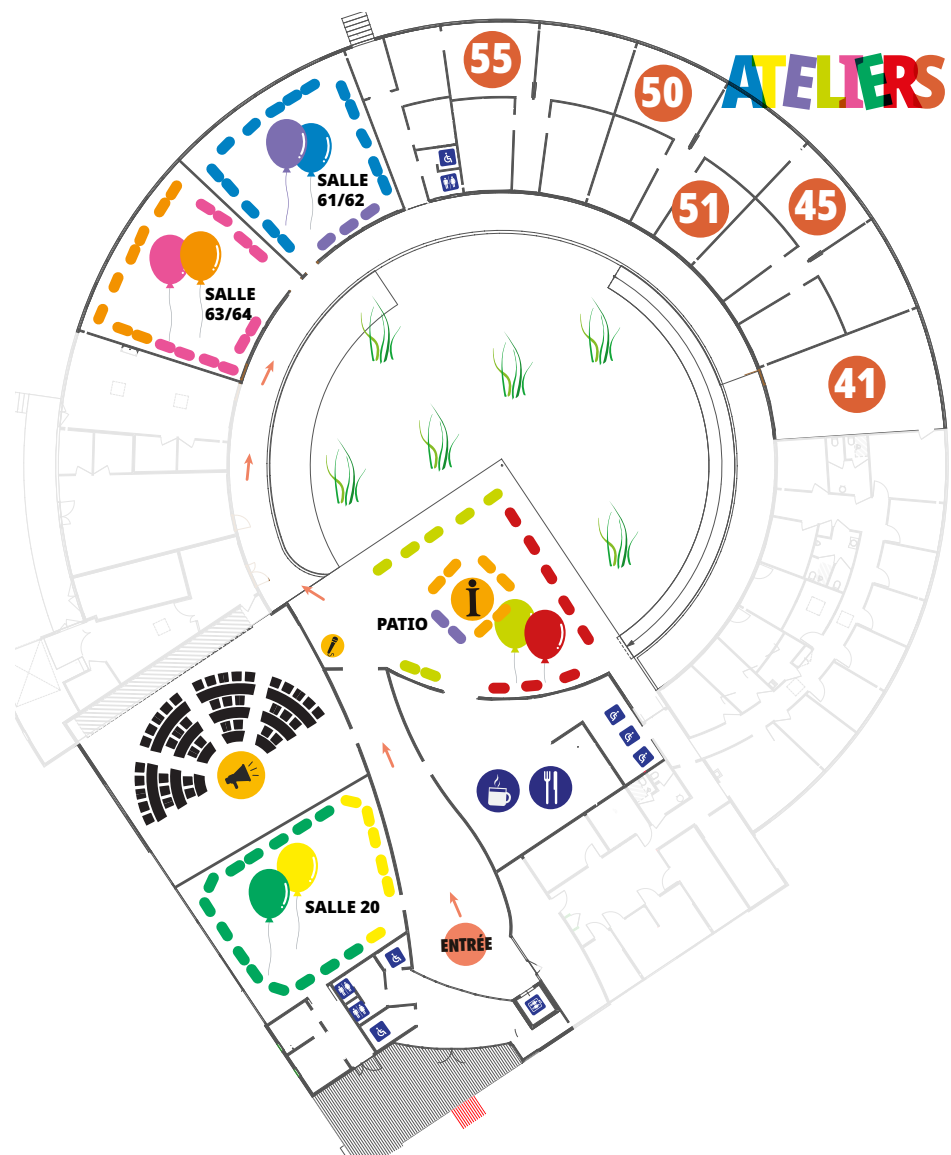 ATELIERS
55
50
SALLE
61/62
51
45
SALLE
63/64
41
i
PATIO
SALLE 20
ENTRÉE